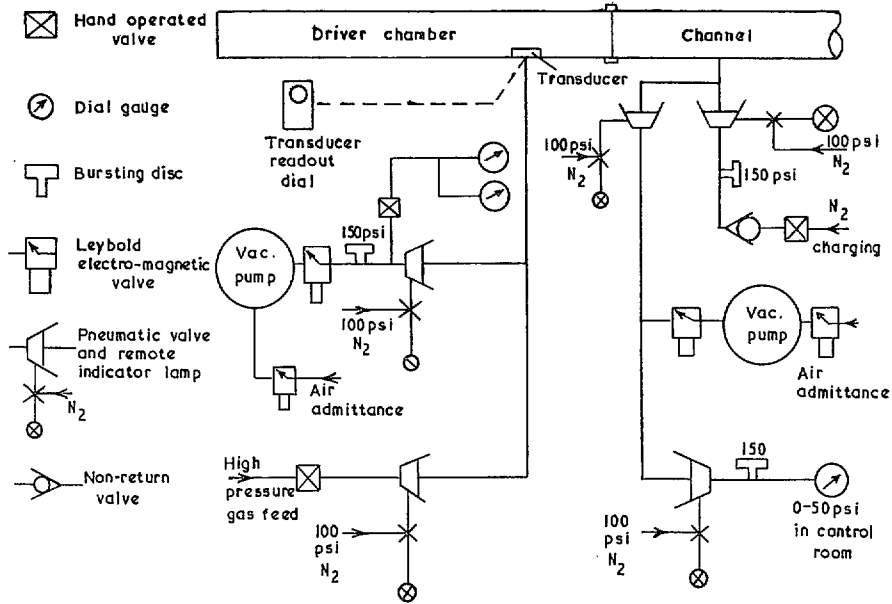 Hand operated
valve
Dial gauge
Bursting disc
Leybold
electro-magnetic
valve
Pneumatic valve
and remote
indicator lamp
N2
Non-return
valve
Driver chamber
Channel
Transducer
Transducer
readout
dial
150psi
Vac.
pump
100psi
N2
Air
admittance
High
pressure
gas feed
100
psi
N2
100psi
N2
100psi
N2
150 psi
N2
charging
Vac.
pump
Air
admittance
150
0-50psi
in control
room
100
psi
N2